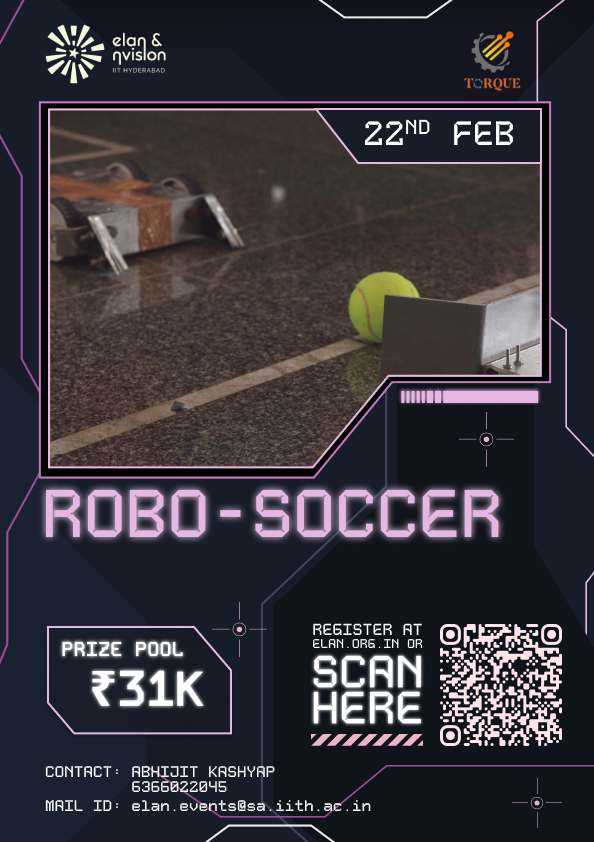 elan &
ηvision
IIT HYDERABAD
TORQUE
22ND FEB
ROBO-SOCCER
PRIZE POOL
₹31K
REGISTER AT
ELAN.ORG.IN OR
SCAN
HERE
CONTACT: ABHIJIT KASHYAP
6366022045
MAIL ID: elan.events@sa.iith.ac.in